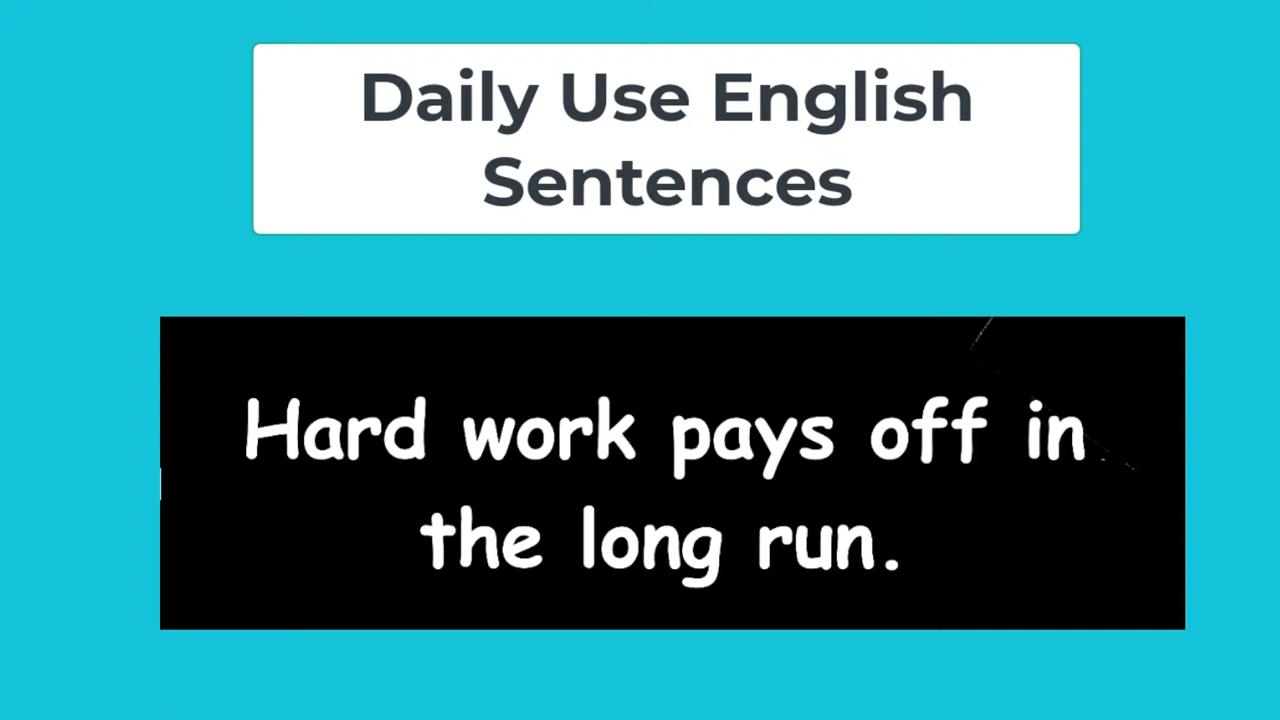 Daily Use English
Sentences
Hard work pays off in
the long run.